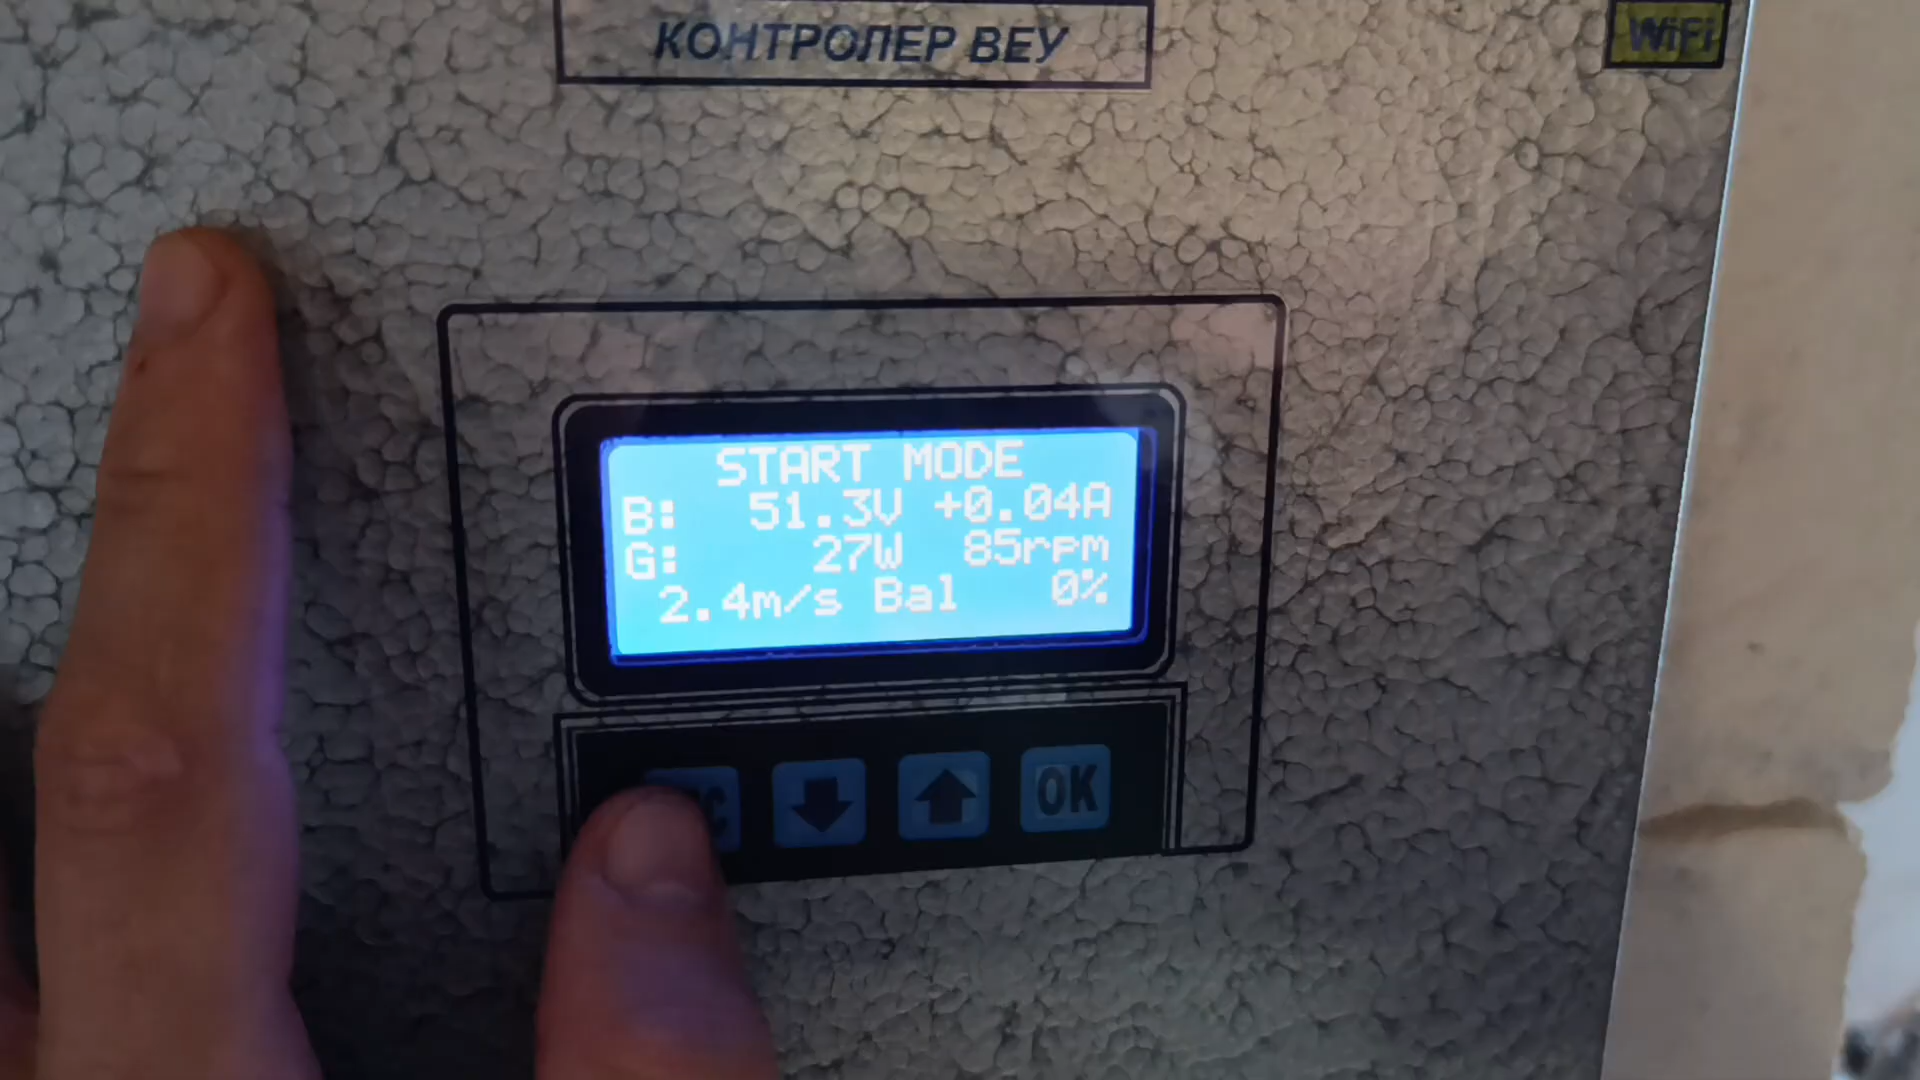 КОНТРОЛЕР ВЕУ
WiFi
START MODE
B: 51.3V +0.04A
G: 27W 85rpm
2.4m/s Bal 0%
OK